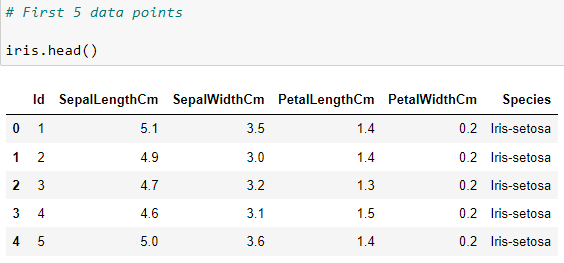 # First 5 data points
iris.head()
Id SepalLengthCm SepalWidthCm PetalLengthCm PetalWidthCm Species
0 1 5.1 3.5 1.4 0.2 Iris-setosa
1 2 4.9 3.0 1.4 0.2 Iris-setosa
2 3 4.7 3.2 1.3 0.2 Iris-setosa
3 4 4.6 3.1 1.5 0.2 Iris-setosa
4 5 5.0 3.6 1.4 0.2 Iris-setosa